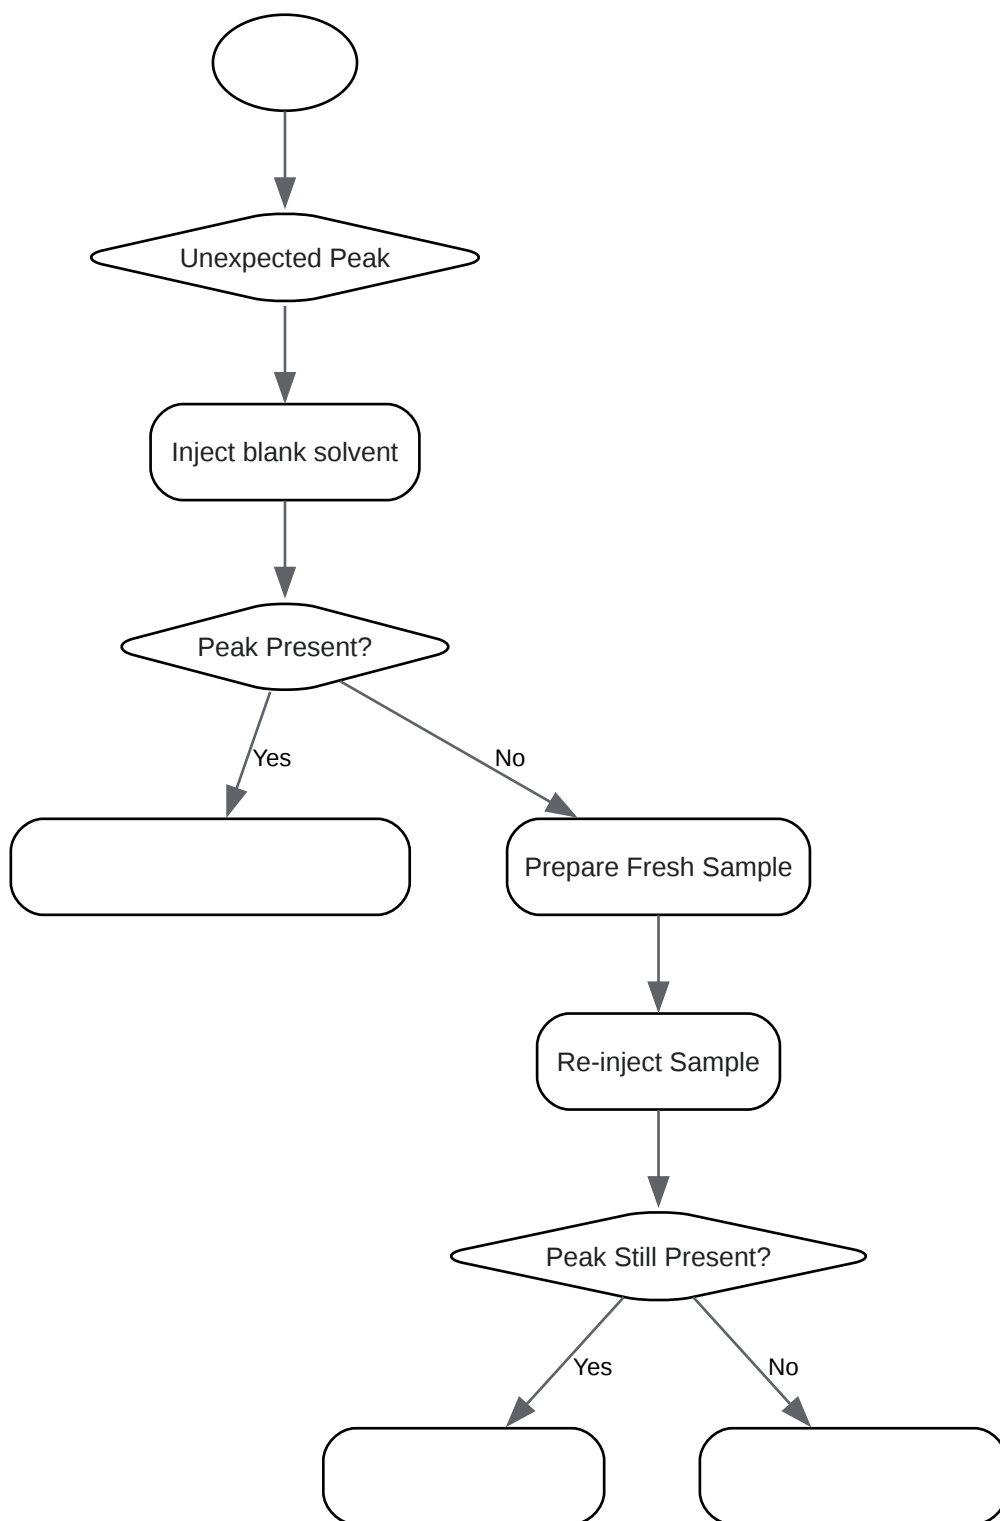 Unexpected Peak
Inject blank solvent
Peak Present?
Yes
No
Prepare Fresh Sample
Re-inject Sample
Peak Still Present?
Yes
No